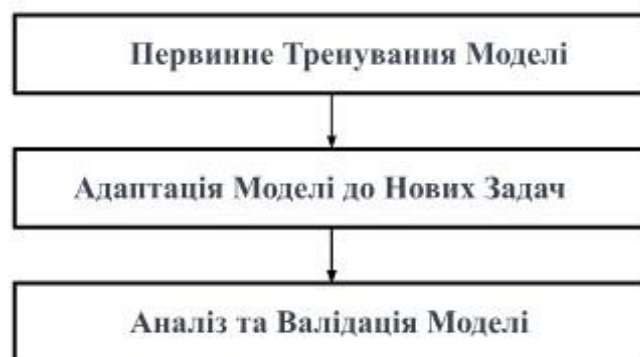 Первинне Тренування Моделі
Адаптація Моделі до Нових Задач
Аналіз та Валідація Моделі